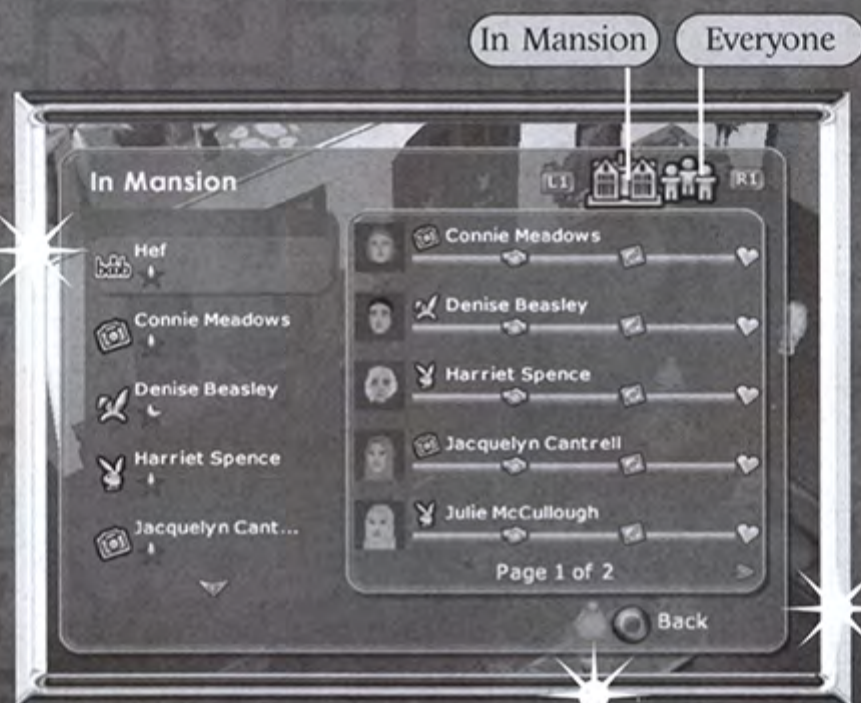 In Mansion
Everyone
In Mansion
L1
R1
Hef
Connie Meadows
Denise Beasley
Harriet Spence
Jacquelyn Cant...
Connie Meadows
Denise Beasley
Harriet Spence
Jacquelyn Cantrell
Julie McCullough
Page 1 of 2
Back